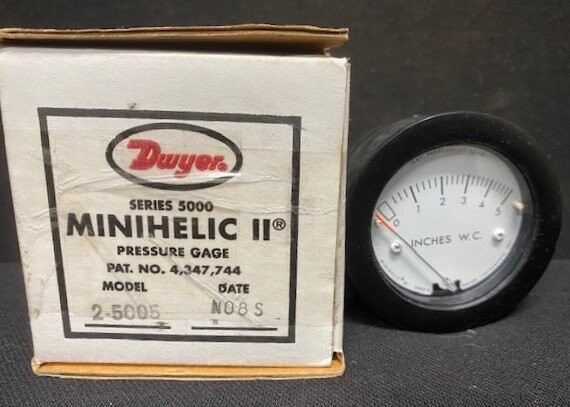 Dwyer.
SERIES 5000
MINIHELIC II®
PRESSURE GAGE
PAT. NO. 4,347,744
MODEL DATE
2-5005 N08S
0 1 2 3 4 5
INCHES W.C.